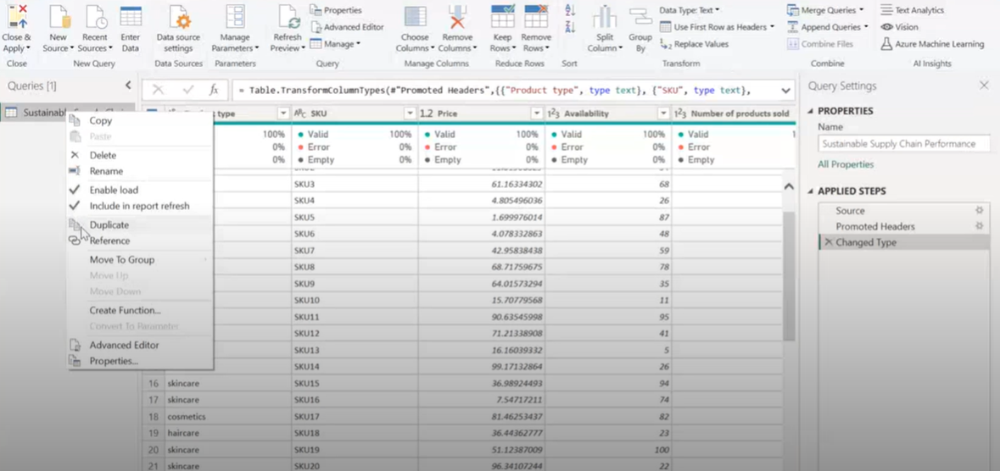 Close & Apply
New Source
Recent Sources
Enter Data
Data source settings
Manage Parameters
Refresh Preview
Properties
Advanced Editor
Manage
Choose Columns
Remove Columns
Keep Rows
Remove Rows
Split Column
Group By
Data Type: Text
Use First Row as Headers
Replace Values
Merge Queries
Append Queries
Combine Files
Text Analytics
Vision
Azure Machine Learning
Close
New Query
Data Sources
Parameters
Query
Manage Columns
Reduce Rows
Sort
Transform
Combine
AI Insights
Queries [1]
fx
= Table.TransformColumnTypes(#"Promoted Headers",{{"Product type", type text}, {"SKU", type text},
Sustainable
Copy
Paste
Delete
Rename
Enable load
Include in report refresh
Duplicate
Reference
Move To Group
Move Up
Move Down
Create Function...
Convert To Parameter
Advanced Editor
Properties...
type ABC SKU 1.2 Price 123 Availability 123 Number of products sold
100% Valid 100% Valid 100% Valid 100% Valid
0% Error 0% Error 0% Error 0% Error
0% Empty 0% Empty 0% Empty 0% Empty
SKU3 61.16334302 68
SKU4 4.805496036 26
SKU5 1.699976014 87
SKU6 4.078332863 48
SKU7 42.95838438 59
SKU8 68.71759675 78
SKU9 64.01573294 35
SKU10 15.70779568 11
SKU11 90.63545998 95
SKU12 71.21338908 41
SKU13 16.16039332 5
SKU14 99.17132864 26
16 skincare SKU15 36.98924493 94
17 skincare SKU16 7.54717211 74
18 cosmetics SKU17 81.46253437 82
19 haircare SKU18 36.44362777 23
20 skincare SKU19 51.12387009 100
21 skincare SKU20 96.34107244 22
Query Settings
PROPERTIES
Name
Sustainable Supply Chain Performance
All Properties
APPLIED STEPS
Source
Promoted Headers
Changed Type